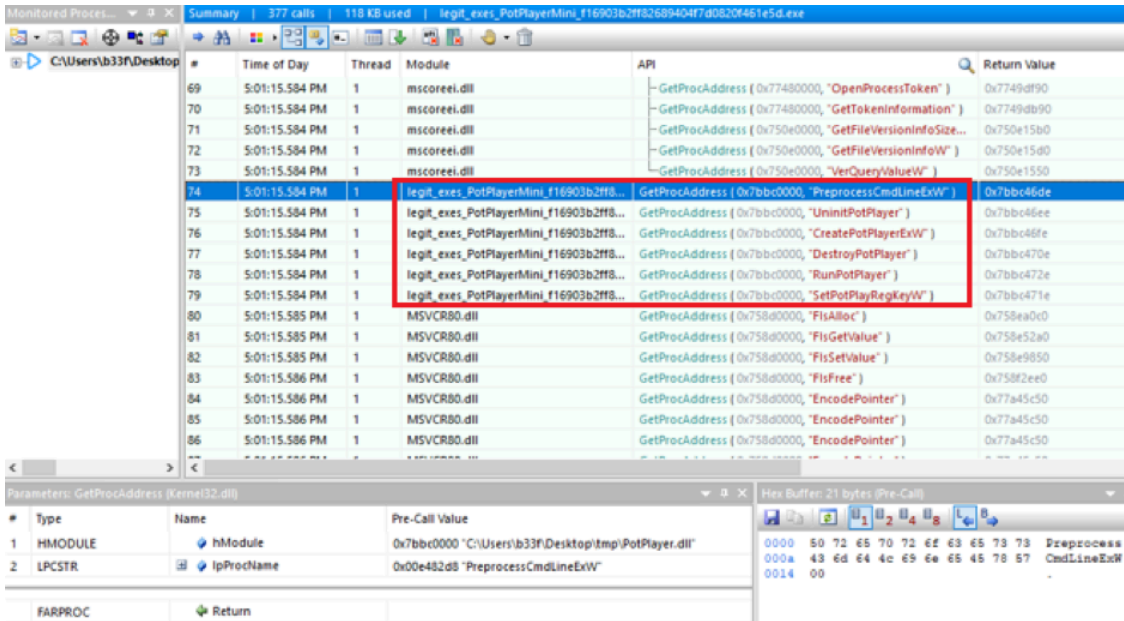 Monitored Proces...
Summary | 377 calls | 118 KB used | legit_exes_PotPlayerMini_f16903b2ff82689404f7d0820f461e5d.exe
C:\Users\b33f\Desktop
# Time of Day Thread Module API Return Value
69 5:01:15.584 PM 1 mscoreei.dll GetProcAddress ( 0x77480000, "OpenProcessToken" ) 0x7749df90
70 5:01:15.584 PM 1 mscoreei.dll GetProcAddress ( 0x77480000, "GetTokenInformation" ) 0x7749db90
71 5:01:15.584 PM 1 mscoreei.dll GetProcAddress ( 0x750e0000, "GetFileVersionInfoSize... 0x750e15b0
72 5:01:15.584 PM 1 mscoreei.dll GetProcAddress ( 0x750e0000, "GetFileVersionInfoW" ) 0x750e15d0
73 5:01:15.584 PM 1 mscoreei.dll GetProcAddress ( 0x750e0000, "VerQueryValueW" ) 0x750e1550
74 5:01:15.584 PM 1 legit_exes_PotPlayerMini_f16903b2ff8... GetProcAddress ( 0x7bbc0000, "PreprocessCmdLineExW" ) 0x7bbc46de
75 5:01:15.584 PM 1 legit_exes_PotPlayerMini_f16903b2ff8... GetProcAddress ( 0x7bbc0000, "UninitPotPlayer" ) 0x7bbc46ee
76 5:01:15.584 PM 1 legit_exes_PotPlayerMini_f16903b2ff8... GetProcAddress ( 0x7bbc0000, "CreatePotPlayerExW" ) 0x7bbc46fe
77 5:01:15.584 PM 1 legit_exes_PotPlayerMini_f16903b2ff8... GetProcAddress ( 0x7bbc0000, "DestroyPotPlayer" ) 0x7bbc470e
78 5:01:15.584 PM 1 legit_exes_PotPlayerMini_f16903b2ff8... GetProcAddress ( 0x7bbc0000, "RunPotPlayer" ) 0x7bbc472e
79 5:01:15.584 PM 1 legit_exes_PotPlayerMini_f16903b2ff8... GetProcAddress ( 0x7bbc0000, "SetPotPlayRegKeyW" ) 0x7bbc471e
80 5:01:15.585 PM 1 MSVCR80.dll GetProcAddress ( 0x758d0000, "FlsAlloc" ) 0x758ea0c0
81 5:01:15.585 PM 1 MSVCR80.dll GetProcAddress ( 0x758d0000, "FlsGetValue" ) 0x758e52a0
82 5:01:15.585 PM 1 MSVCR80.dll GetProcAddress ( 0x758d0000, "FlsSetValue" ) 0x758e9850
83 5:01:15.586 PM 1 MSVCR80.dll GetProcAddress ( 0x758d0000, "FlsFree" ) 0x758f2ee0
84 5:01:15.586 PM 1 MSVCR80.dll GetProcAddress ( 0x758d0000, "EncodePointer" ) 0x77a45c50
85 5:01:15.586 PM 1 MSVCR80.dll GetProcAddress ( 0x758d0000, "EncodePointer" ) 0x77a45c50
86 5:01:15.586 PM 1 MSVCR80.dll GetProcAddress ( 0x758d0000, "EncodePointer" ) 0x77a45c50
Parameters: GetProcAddress (Kernel32.dll)
# Type Name Pre-Call Value
1 HMODULE hModule 0x7bbc0000 "C:\Users\b33f\Desktop\tmp\PotPlayer.dll"
2 LPCSTR lpProcName 0x00e482d8 "PreprocessCmdLineExW"
FARPROC Return
Hex Buffer: 21 bytes (Pre-Call)
1 2 4 8 L B
0000 50 72 65 70 72 6f 63 65 73 73 Preprocess
000a 43 6d 64 4c 69 6e 65 45 78 57 CmdLineExW
0014 00 .